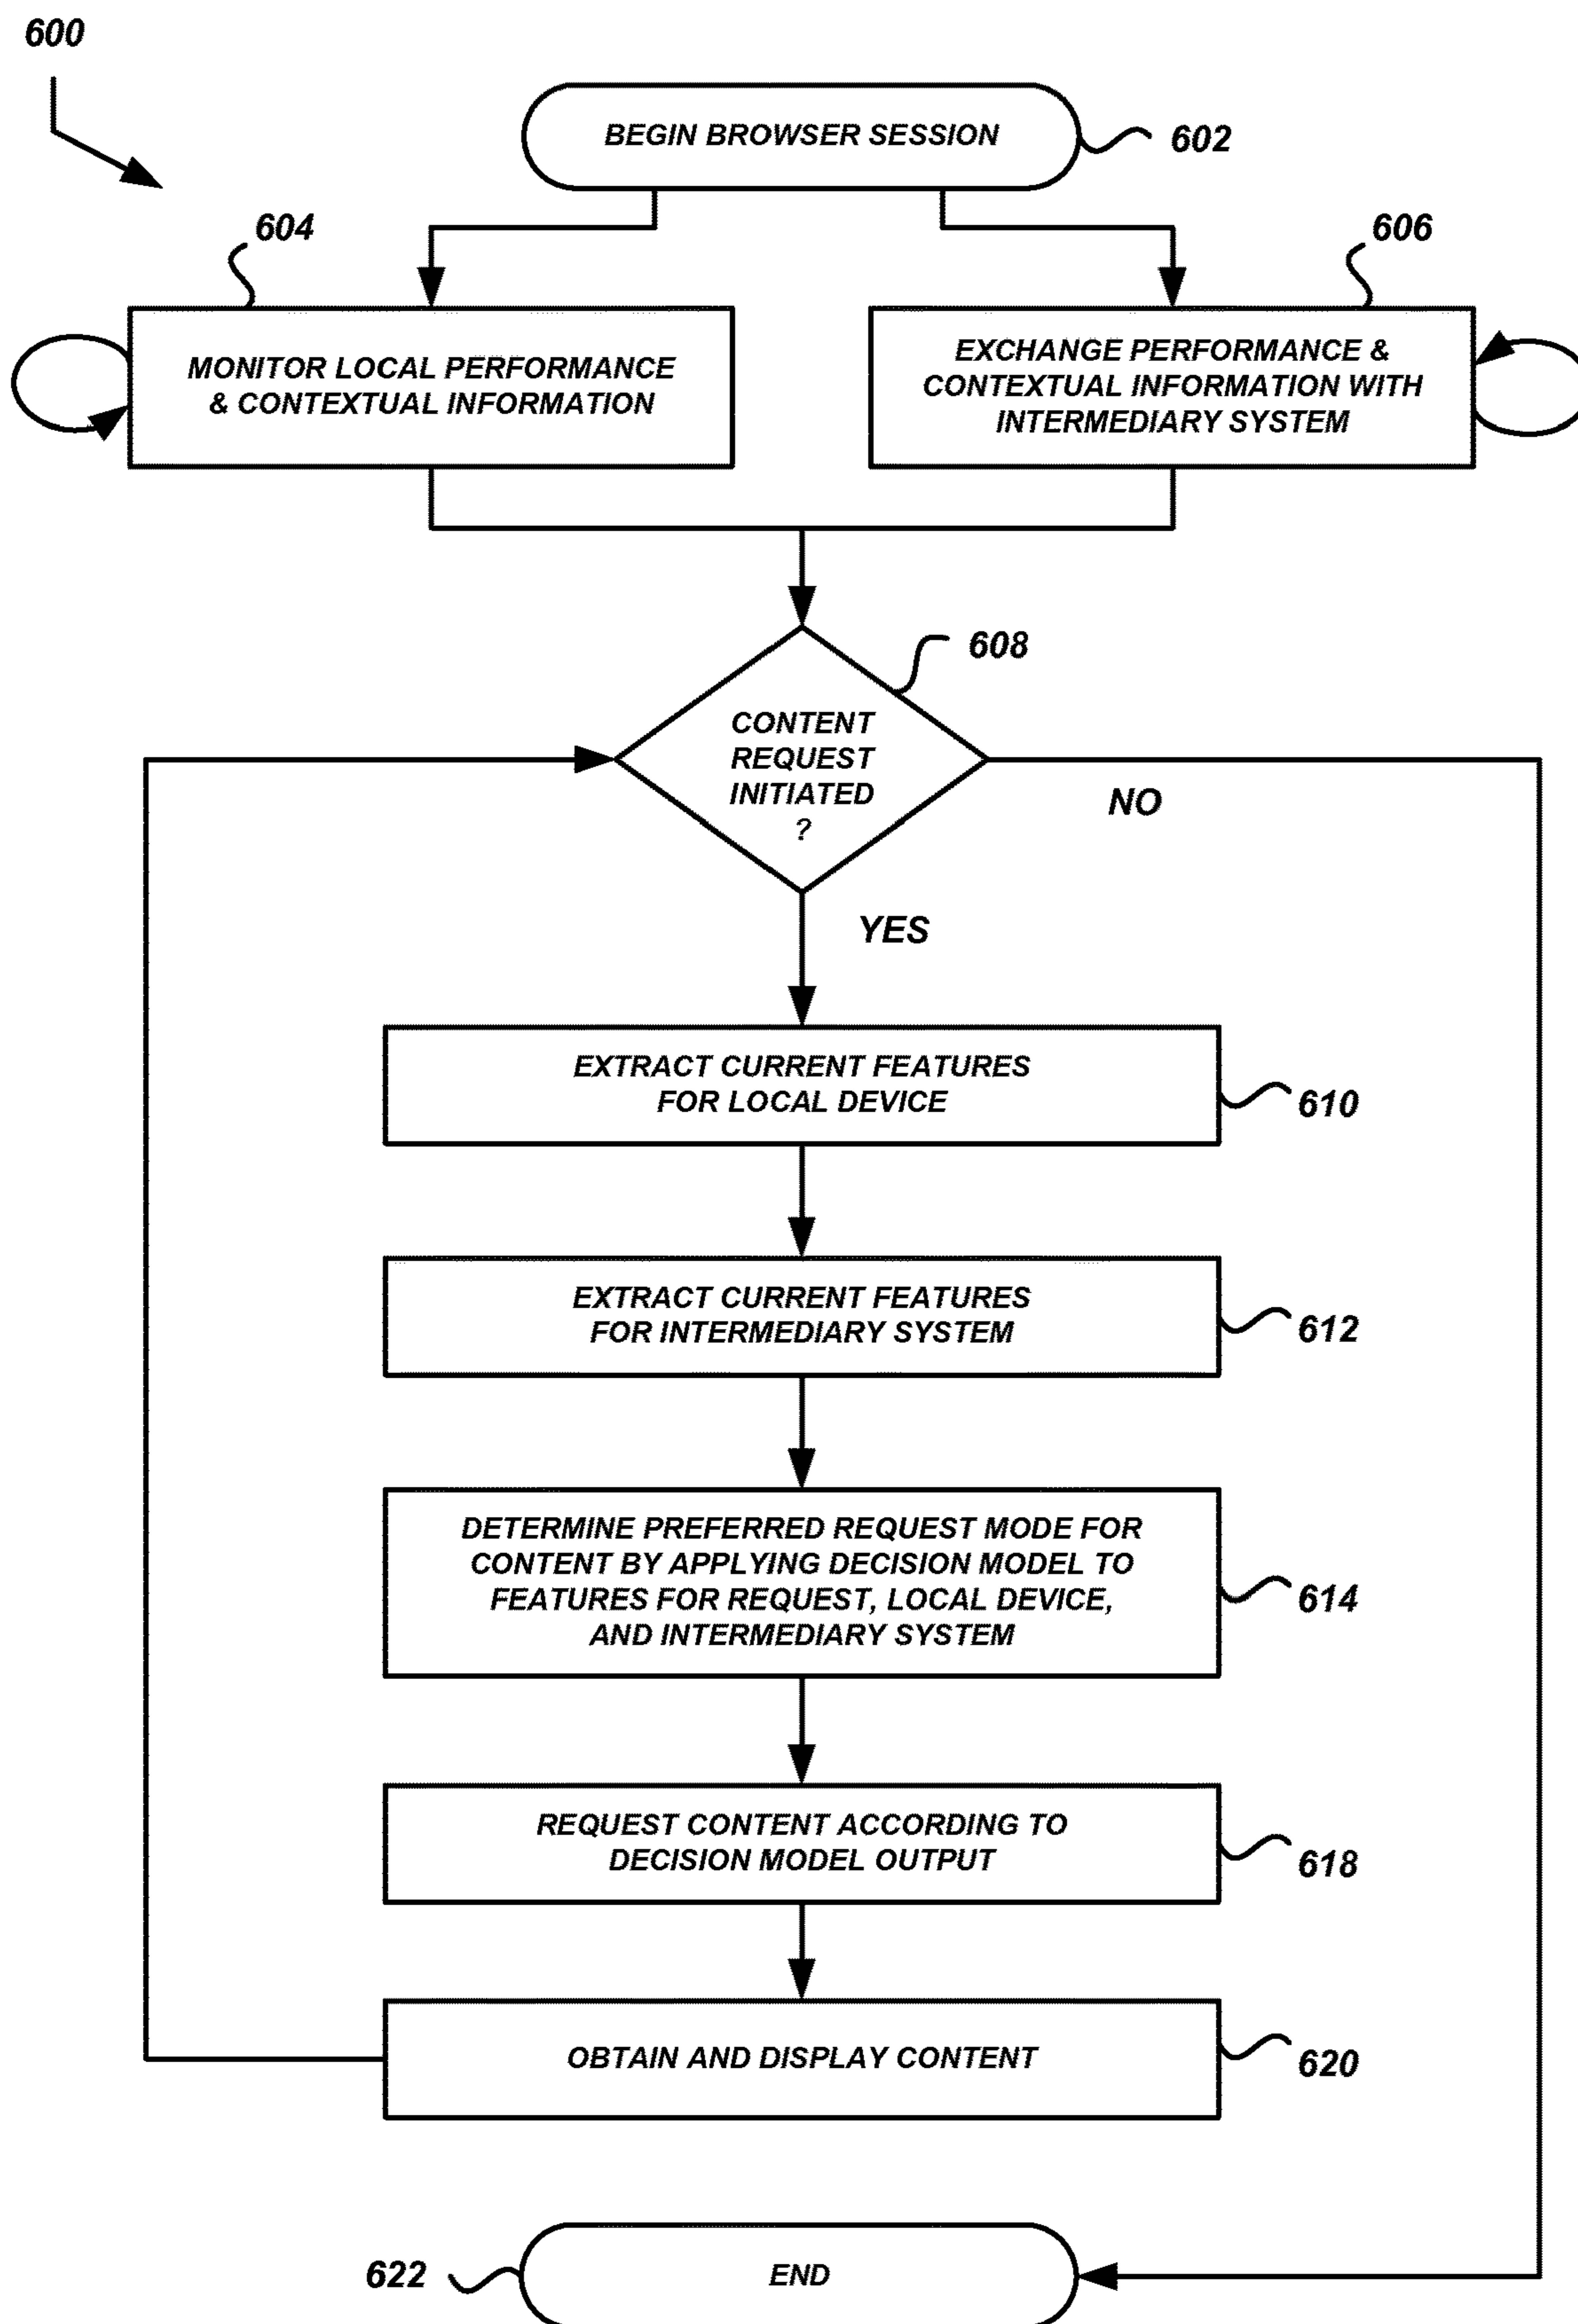 600
BEGIN BROWSER SESSION
602
604
606
MONITOR LOCAL PERFORMANCE
& CONTEXTUAL INFORMATION
EXCHANGE PERFORMANCE &
CONTEXTUAL INFORMATION WITH
INTERMEDIARY SYSTEM
608
CONTENT
REQUEST
INITIATED
?
NO
YES
EXTRACT CURRENT FEATURES
FOR LOCAL DEVICE
610
EXTRACT CURRENT FEATURES
FOR INTERMEDIARY SYSTEM
612
DETERMINE PREFERRED REQUEST MODE FOR
CONTENT BY APPLYING DECISION MODEL TO
FEATURES FOR REQUEST, LOCAL DEVICE,
AND INTERMEDIARY SYSTEM
614
REQUEST CONTENT ACCORDING TO
DECISION MODEL OUTPUT
618
OBTAIN AND DISPLAY CONTENT
620
622
END